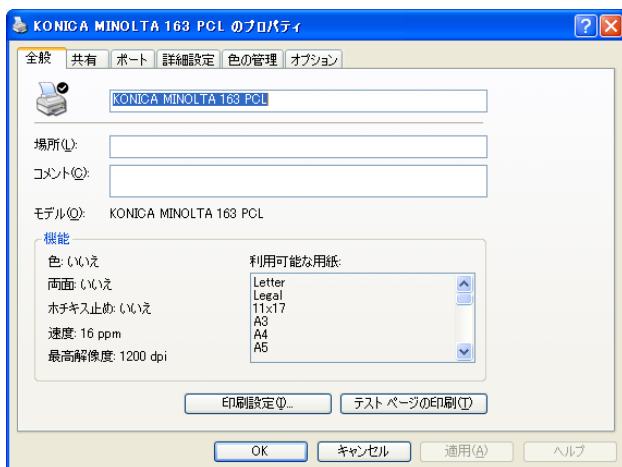 KONICA MINOLTA 163 PCL のプロパティ
全般 共有 ポート 詳細設定 色の管理 オプション
KONICA MINOLTA 163 PCL
場所(L):
コメント(C):
モデル(O): KONICA MINOLTA 163 PCL
機能
色: いいえ
両面: いいえ
ホチキス止め: いいえ
速度: 16 ppm
最高解像度: 1200 dpi
利用可能な用紙:
Letter
Legal
11x17
A3
A4
A5
印刷設定(I)... テスト ページの印刷(T)
OK キャンセル 適用(A) ヘルプ